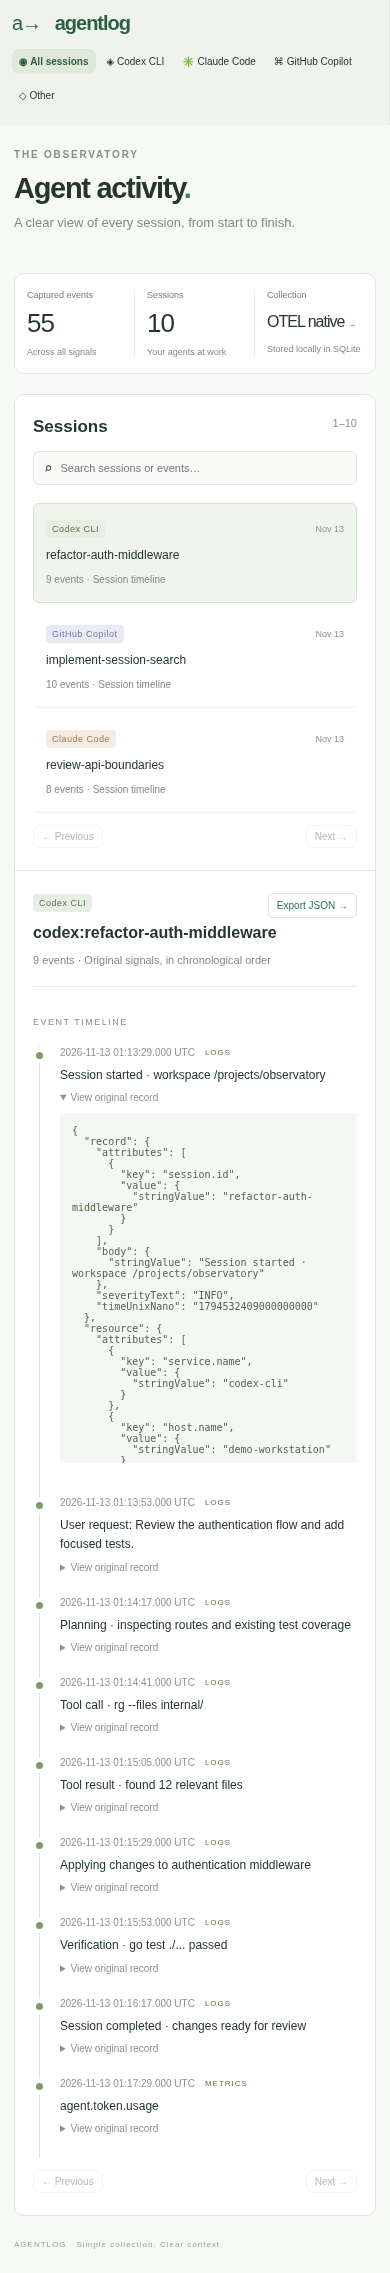 a→ agentlog
◉ All sessions ◈ Codex CLI ✳️ Claude Code ⌘ GitHub Copilot
◇ Other
THE OBSERVATORY
Agent activity.
A clear view of every session, from start to finish.
Captured events Sessions Collection
55 10 OTEL native →
Across all signals Your agents at work Stored locally in SQLite
Sessions 1–10
⌕ Search sessions or events…
Codex CLI Nov 13
refactor-auth-middleware
9 events · Session timeline
GitHub Copilot Nov 13
implement-session-search
10 events · Session timeline
Claude Code Nov 13
review-api-boundaries
8 events · Session timeline
← Previous Next →
Codex CLI Export JSON →
codex:refactor-auth-middleware
9 events · Original signals, in chronological order
EVENT TIMELINE
2026-11-13 01:13:29.000 UTC LOGS
Session started · workspace /projects/observatory
▼ View original record
{
"record": {
"attributes": [
{
"key": "session.id",
"value": {
"stringValue": "refactor-auth-
middleware"
}
}
],
"body": {
"stringValue": "Session started ·
workspace /projects/observatory"
},
"severityText": "INFO",
"timeUnixNano": "1794532409000000000"
},
"resource": {
"attributes": [
{
"key": "service.name",
"value": {
"stringValue": "codex-cli"
}
},
{
"key": "host.name",
"value": {
"stringValue": "demo-workstation"
}
2026-11-13 01:13:53.000 UTC LOGS
User request: Review the authentication flow and add
focused tests.
▶ View original record
2026-11-13 01:14:17.000 UTC LOGS
Planning · inspecting routes and existing test coverage
▶ View original record
2026-11-13 01:14:41.000 UTC LOGS
Tool call · rg --files internal/
▶ View original record
2026-11-13 01:15:05.000 UTC LOGS
Tool result · found 12 relevant files
▶ View original record
2026-11-13 01:15:29.000 UTC LOGS
Applying changes to authentication middleware
▶ View original record
2026-11-13 01:15:53.000 UTC LOGS
Verification · go test ./... passed
▶ View original record
2026-11-13 01:16:17.000 UTC LOGS
Session completed · changes ready for review
▶ View original record
2026-11-13 01:17:29.000 UTC METRICS
agent.token.usage
▶ View original record
← Previous Next →
AGENTLOG Simple collection. Clear context.